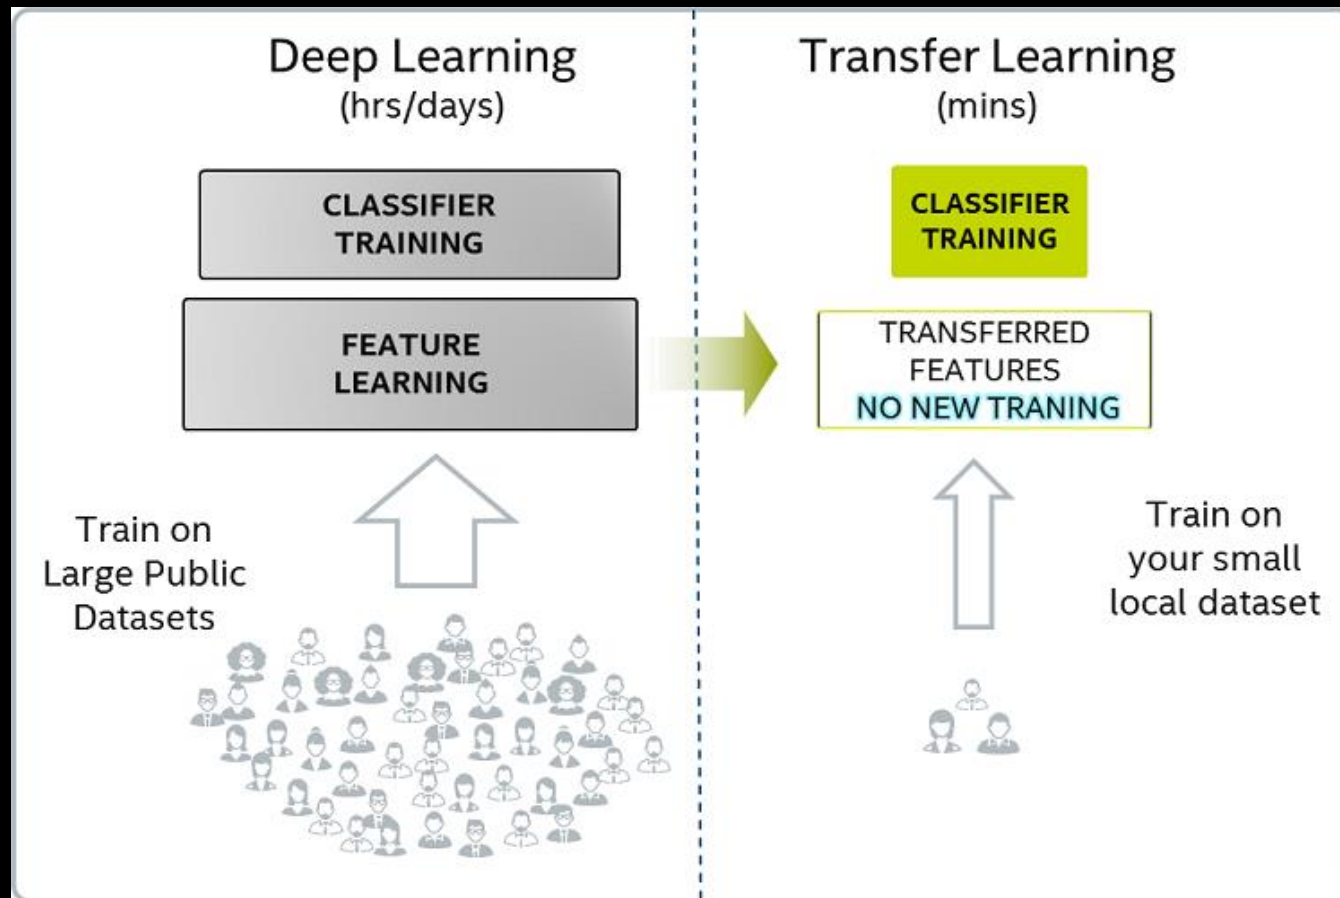 Deep Learning
(hrs/days)
CLASSIFIER
TRAINING
FEATURE
LEARNING
Train on
Large Public
Datasets
Transfer Learning
(mins)
CLASSIFIER
TRAINING
TRANSFERRED
FEATURES
NO NEW TRANING
Train on
your small
local dataset